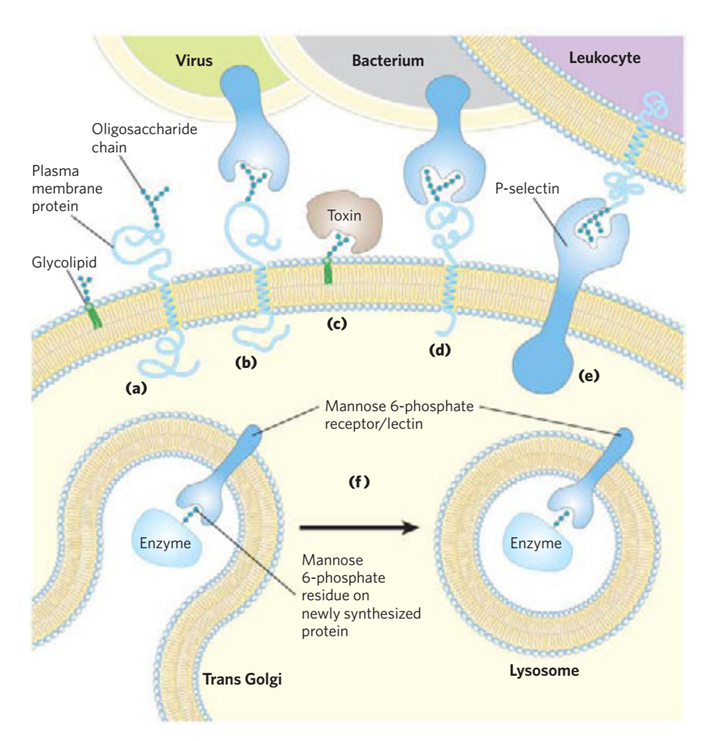 Virus
Bacterium
Leukocyte
Oligosaccharide
chain
Plasma
membrane
protein
P-selectin
Toxin
Glycolipid
(a)
(b)
(c)
(d)
(e)
Mannose 6-phosphate
receptor/lectin
(f)
Enzyme
Enzyme
Mannose
6-phosphate
residue on
newly synthesized
protein
Trans Golgi
Lysosome